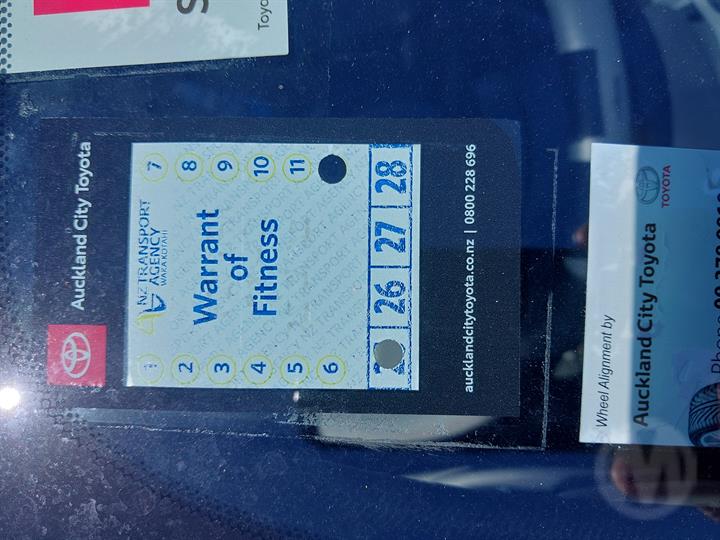 Auckland City Toyota
NZ TRANSPORT
AGENCY
WAKA KOTAHI
Warrant
of
Fitness
1
2
3
4
5
6
7
8
9
10
11
26 27 28
aucklandcitytoyota.co.nz | 0800 228 696
TOYOTA
Wheel Alignment by
Auckland City Toyota